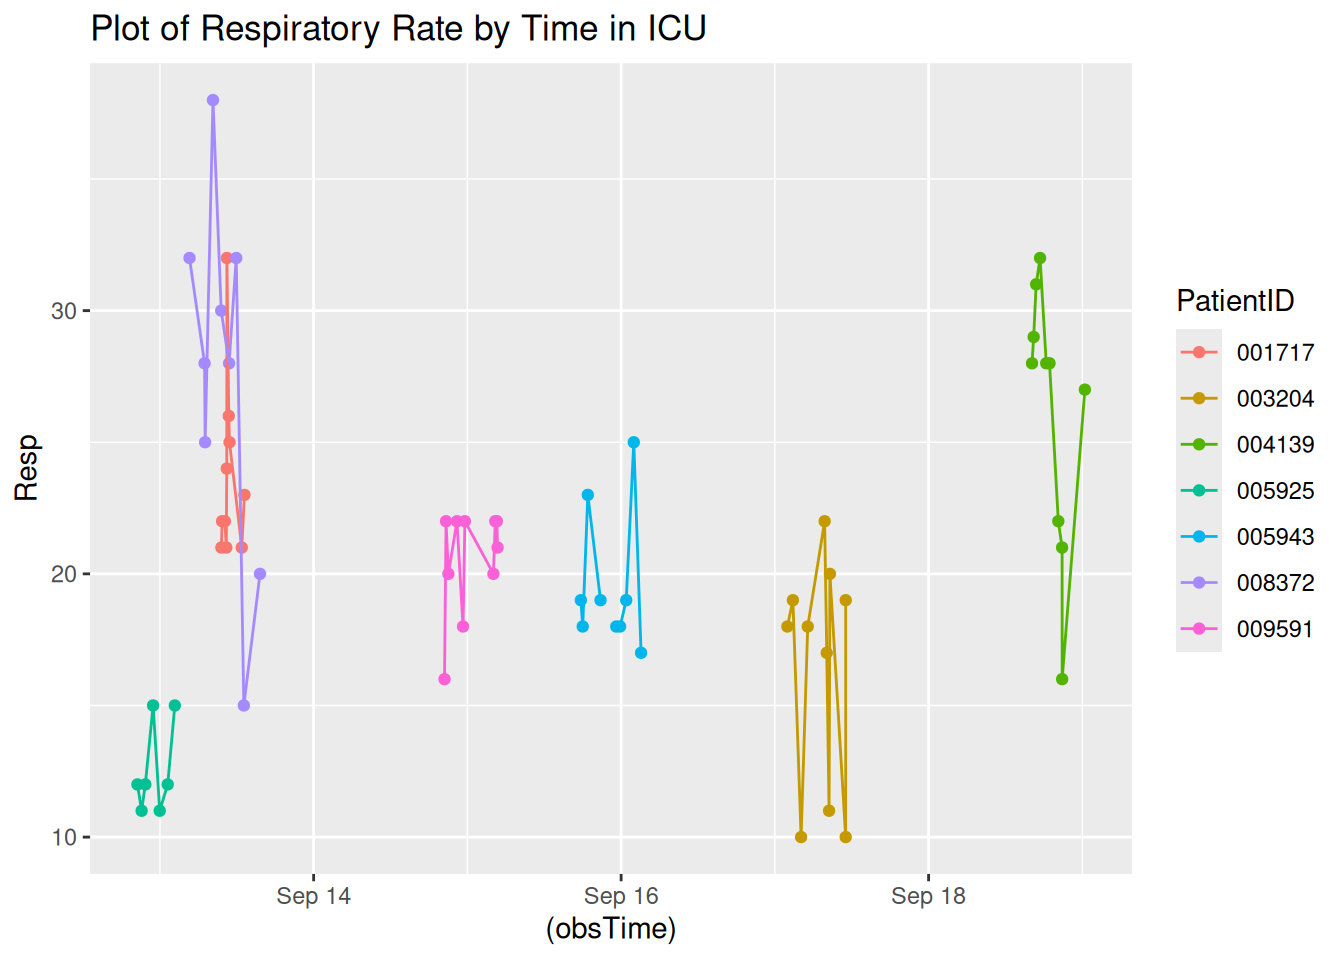 Plot of Respiratory Rate by Time in ICU
Resp
30
20
10
Sep 14
Sep 16
Sep 18
(obsTime)
PatientID
001717
003204
004139
005925
005943
008372
009591